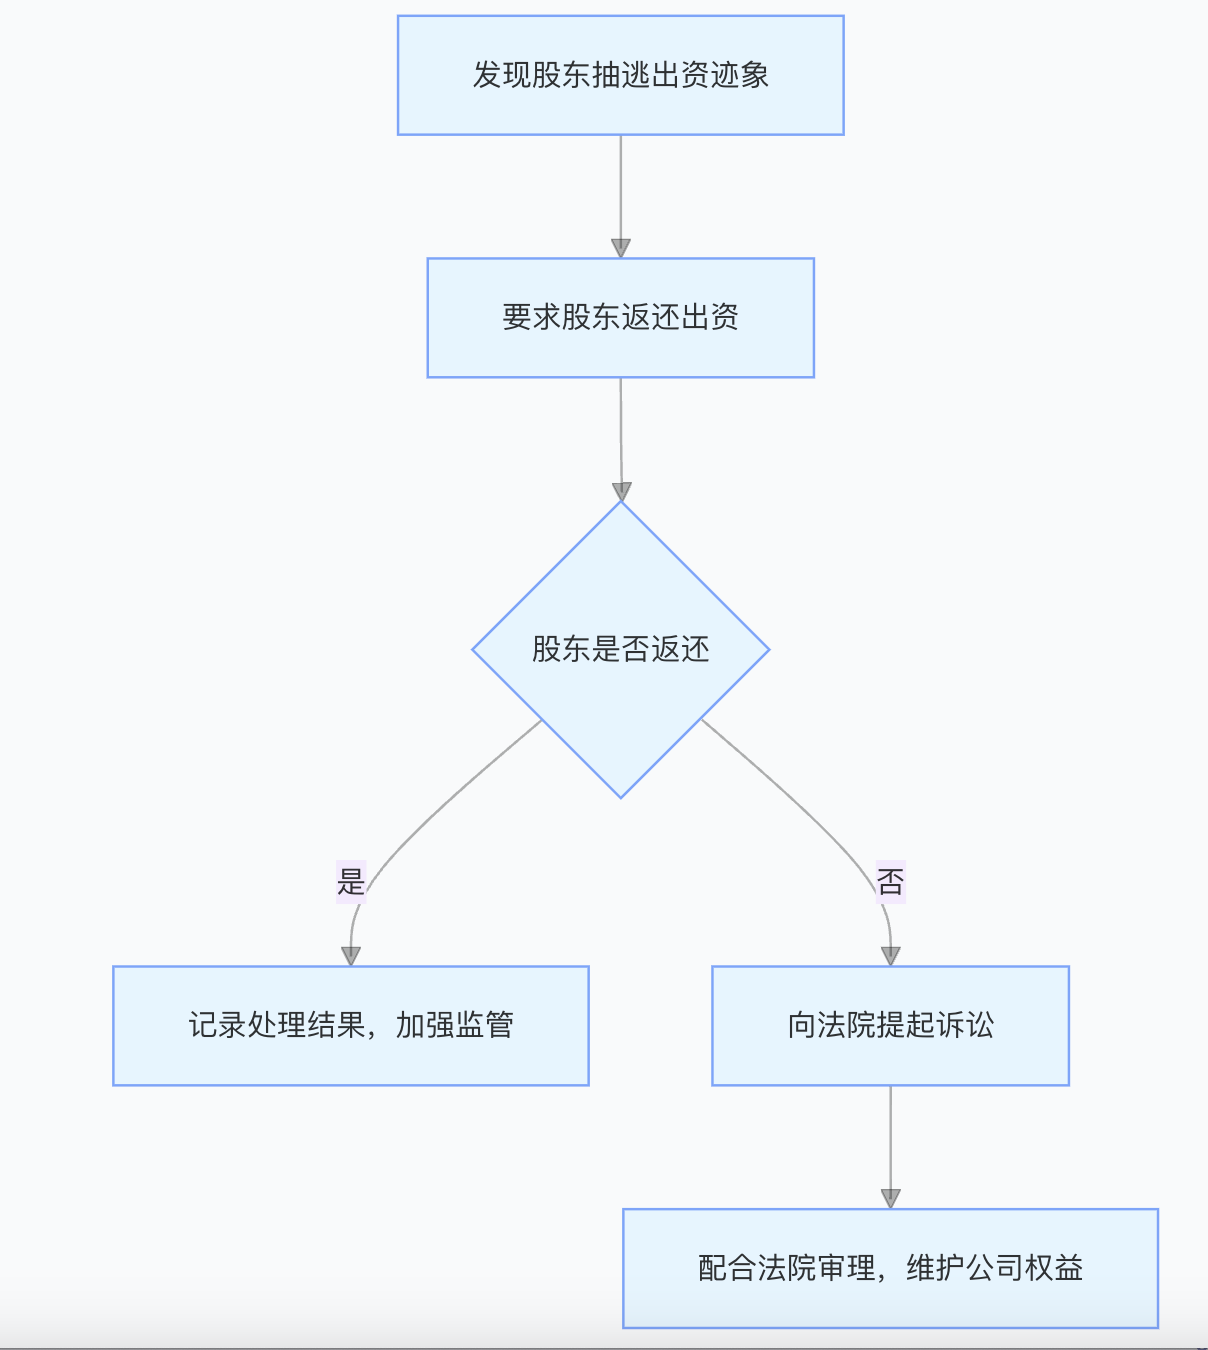 发现股东抽逃出资迹象
要求股东返还出资
股东是否返还
是
否
记录处理结果，加强监管
向法院提起诉讼
配合法院审理，维护公司权益